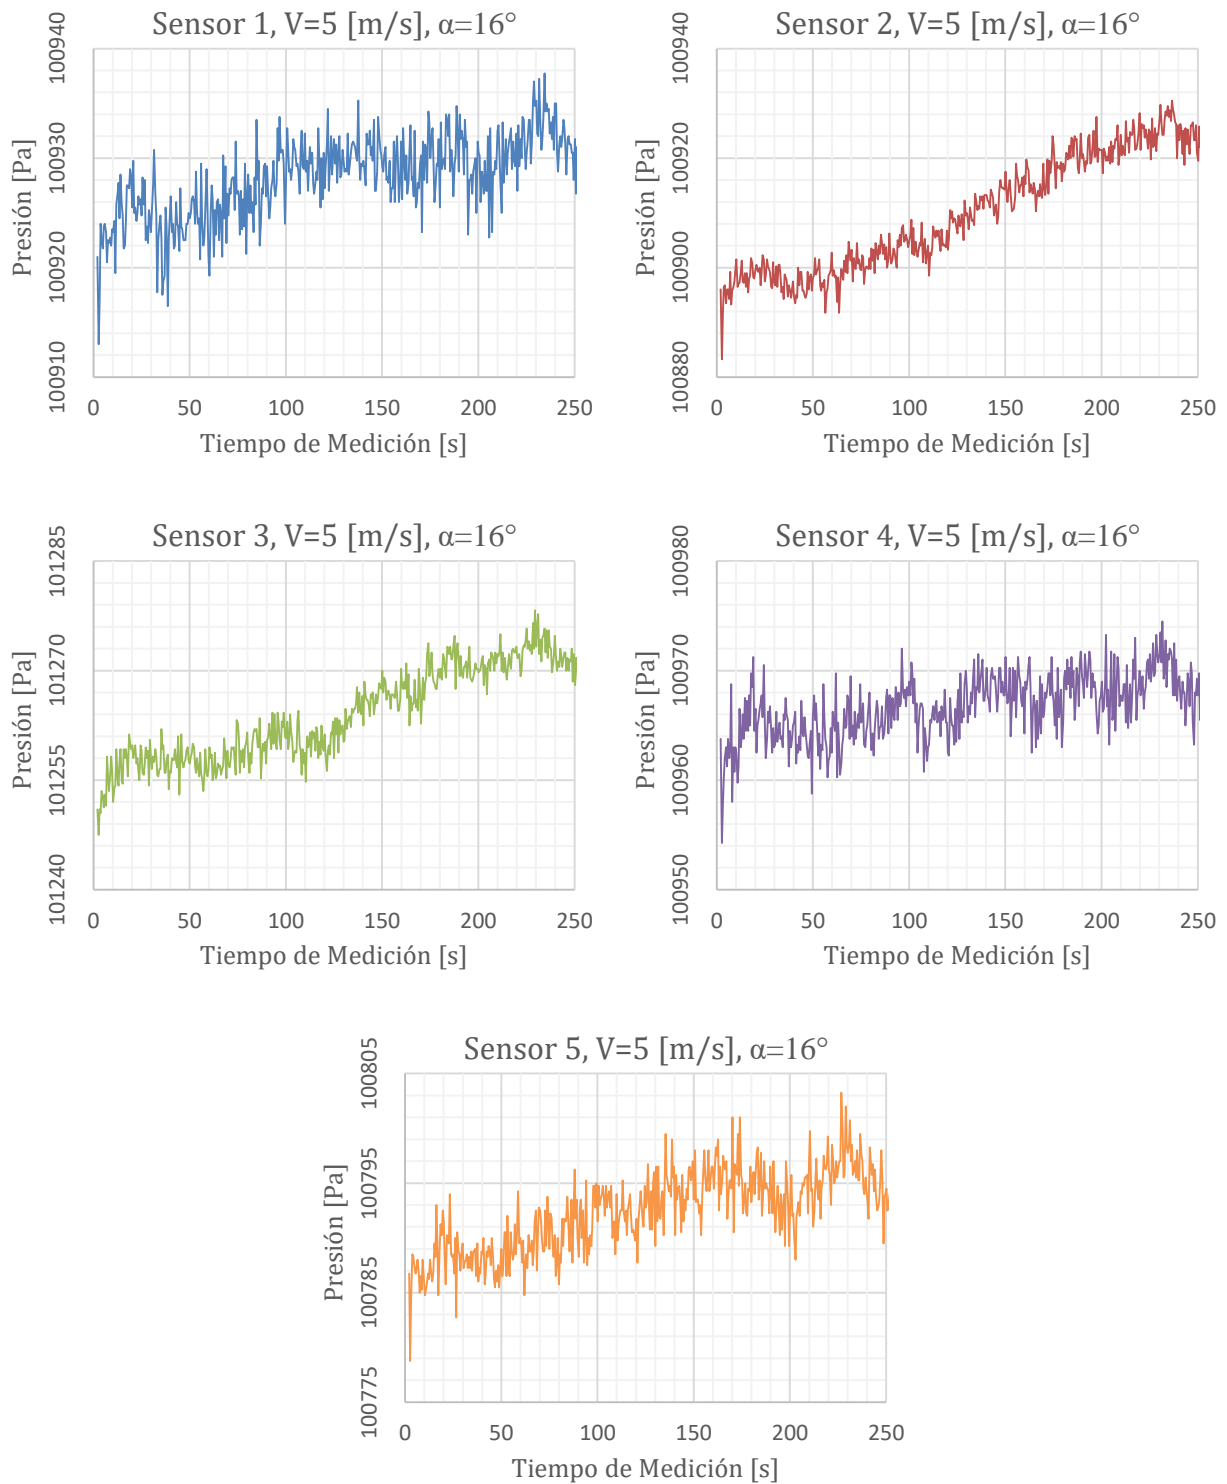 Sensor 1, V=5 [m/s], α=16°
Presión [Pa]
100940
100930
100920
100910
0 50 100 150 200 250
Tiempo de Medición [s]
Sensor 2, V=5 [m/s], α=16°
Presión [Pa]
100940
100920
100900
100880
0 50 100 150 200 250
Tiempo de Medición [s]
Sensor 3, V=5 [m/s], α=16°
Presión [Pa]
101285
101270
101255
101240
0 50 100 150 200 250
Tiempo de Medición [s]
Sensor 4, V=5 [m/s], α=16°
Presión [Pa]
100980
100970
100960
100950
0 50 100 150 200 250
Tiempo de Medición [s]
Sensor 5, V=5 [m/s], α=16°
Presión [Pa]
100805
100795
100785
100775
0 50 100 150 200 250
Tiempo de Medición [s]